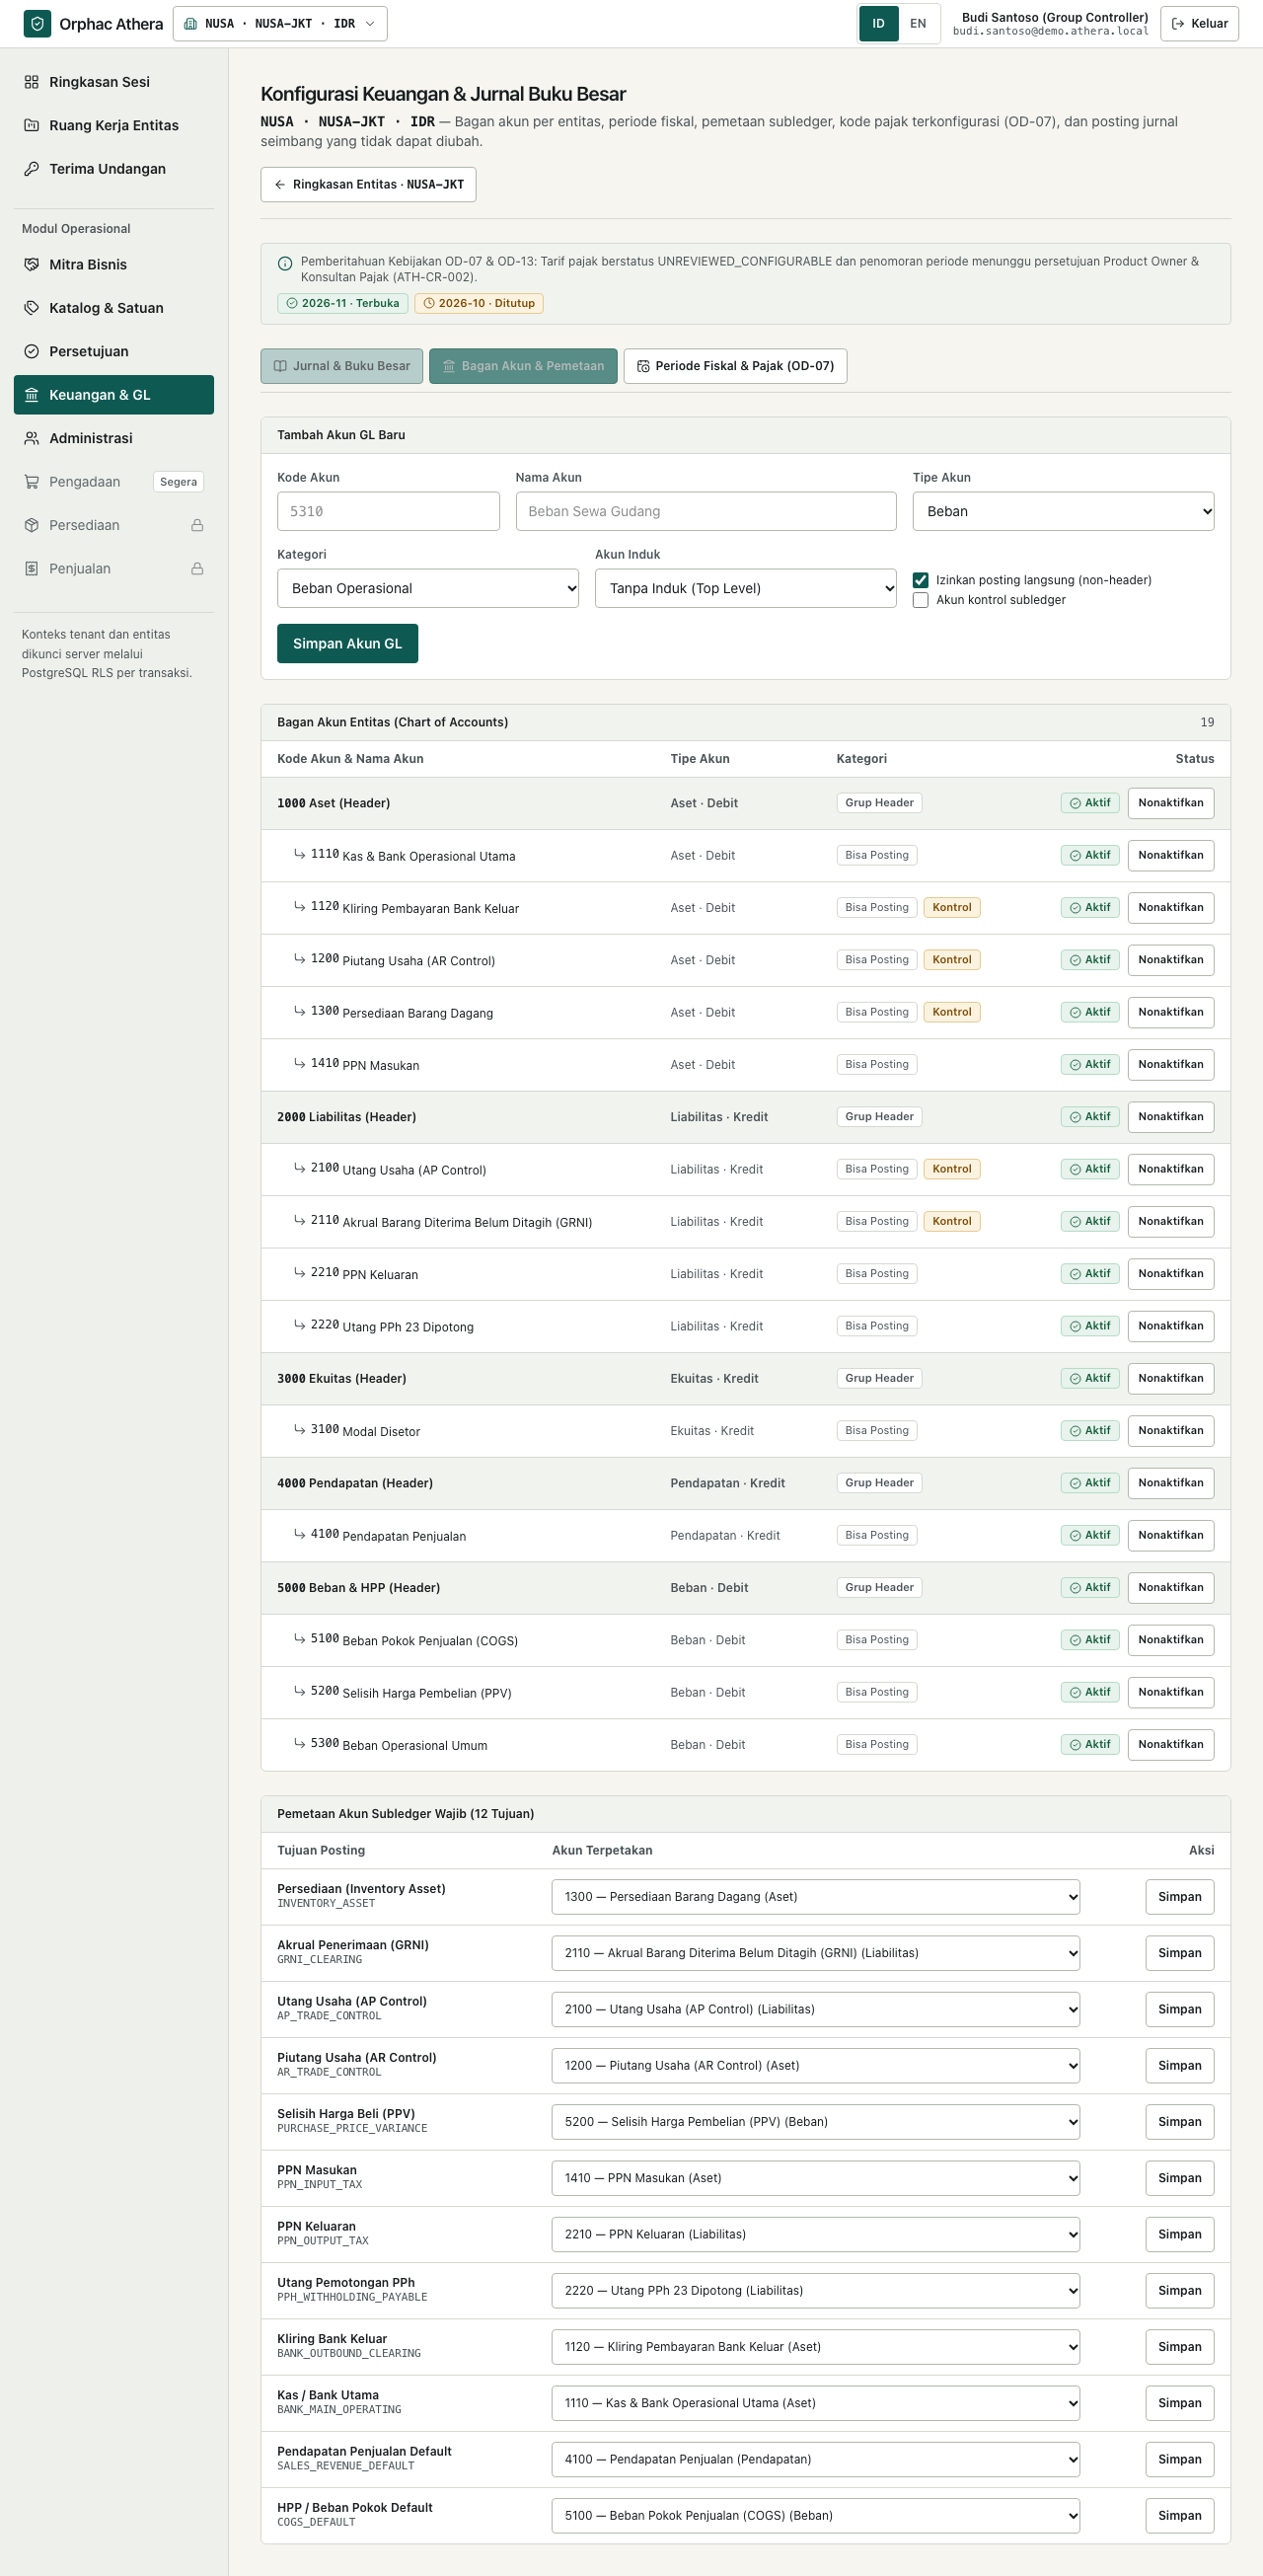 Orphac Athera
NUSA · NUSA-JKT · IDR
ID
EN
Budi Santoso (Group Controller)
budi.santoso@demo.athera.local
Keluar
Ringkasan Sesi
Ruang Kerja Entitas
Terima Undangan
Modul Operasional
Mitra Bisnis
Katalog & Satuan
Persetujuan
Keuangan & GL
Administrasi
Pengadaan
Segera
Persediaan
Penjualan
Konteks tenant dan entitas
dikunci server melalui
PostgreSQL RLS per transaksi.
Konfigurasi Keuangan & Jurnal Buku Besar
NUSA · NUSA-JKT · IDR — Bagan akun per entitas, periode fiskal, pemetaan subledger, kode pajak terkonfigurasi (OD-07), dan posting jurnal
seimbang yang tidak dapat diubah.
Ringkasan Entitas · NUSA-JKT
Pemberitahuan Kebijakan OD-07 & OD-13: Tarif pajak berstatus UNREVIEWED_CONFIGURABLE dan penomoran periode menunggu persetujuan Product Owner &
Konsultan Pajak (ATH-CR-002).
2026-11 · Terbuka
2026-10 · Ditutup
Jurnal & Buku Besar
Bagan Akun & Pemetaan
Periode Fiskal & Pajak (OD-07)
Tambah Akun GL Baru
Kode Akun
Nama Akun
Tipe Akun
5310
Beban Sewa Gudang
Beban
Kategori
Akun Induk
Beban Operasional
Tanpa Induk (Top Level)
Izinkan posting langsung (non-header)
Akun kontrol subledger
Simpan Akun GL
Bagan Akun Entitas (Chart of Accounts)
19
Kode Akun & Nama Akun
Tipe Akun
Kategori
Status
1000 Aset (Header)
Aset · Debit
Grup Header
Aktif
Nonaktifkan
1110 Kas & Bank Operasional Utama
Aset · Debit
Bisa Posting
Aktif
Nonaktifkan
1120 Kliring Pembayaran Bank Keluar
Aset · Debit
Bisa Posting
Kontrol
Aktif
Nonaktifkan
1200 Piutang Usaha (AR Control)
Aset · Debit
Bisa Posting
Kontrol
Aktif
Nonaktifkan
1300 Persediaan Barang Dagang
Aset · Debit
Bisa Posting
Kontrol
Aktif
Nonaktifkan
1410 PPN Masukan
Aset · Debit
Bisa Posting
Aktif
Nonaktifkan
2000 Liabilitas (Header)
Liabilitas · Kredit
Grup Header
Aktif
Nonaktifkan
2100 Utang Usaha (AP Control)
Liabilitas · Kredit
Bisa Posting
Kontrol
Aktif
Nonaktifkan
2110 Akrual Barang Diterima Belum Ditagih (GRNI)
Liabilitas · Kredit
Bisa Posting
Kontrol
Aktif
Nonaktifkan
2210 PPN Keluaran
Liabilitas · Kredit
Bisa Posting
Aktif
Nonaktifkan
2220 Utang PPh 23 Dipotong
Liabilitas · Kredit
Bisa Posting
Aktif
Nonaktifkan
3000 Ekuitas (Header)
Ekuitas · Kredit
Grup Header
Aktif
Nonaktifkan
3100 Modal Disetor
Ekuitas · Kredit
Bisa Posting
Aktif
Nonaktifkan
4000 Pendapatan (Header)
Pendapatan · Kredit
Grup Header
Aktif
Nonaktifkan
4100 Pendapatan Penjualan
Pendapatan · Kredit
Bisa Posting
Aktif
Nonaktifkan
5000 Beban & HPP (Header)
Beban · Debit
Grup Header
Aktif
Nonaktifkan
5100 Beban Pokok Penjualan (COGS)
Beban · Debit
Bisa Posting
Aktif
Nonaktifkan
5200 Selisih Harga Pembelian (PPV)
Beban · Debit
Bisa Posting
Aktif
Nonaktifkan
5300 Beban Operasional Umum
Beban · Debit
Bisa Posting
Aktif
Nonaktifkan
Pemetaan Akun Subledger Wajib (12 Tujuan)
Tujuan Posting
Akun Terpetakan
Aksi
Persediaan (Inventory Asset)
INVENTORY_ASSET
1300 — Persediaan Barang Dagang (Aset)
Simpan
Akrual Penerimaan (GRNI)
GRNI_CLEARING
2110 — Akrual Barang Diterima Belum Ditagih (GRNI) (Liabilitas)
Simpan
Utang Usaha (AP Control)
AP_TRADE_CONTROL
2100 — Utang Usaha (AP Control) (Liabilitas)
Simpan
Piutang Usaha (AR Control)
AR_TRADE_CONTROL
1200 — Piutang Usaha (AR Control) (Aset)
Simpan
Selisih Harga Beli (PPV)
PURCHASE_PRICE_VARIANCE
5200 — Selisih Harga Pembelian (PPV) (Beban)
Simpan
PPN Masukan
PPN_INPUT_TAX
1410 — PPN Masukan (Aset)
Simpan
PPN Keluaran
PPN_OUTPUT_TAX
2210 — PPN Keluaran (Liabilitas)
Simpan
Utang Pemotongan PPh
PPH_WITHHOLDING_PAYABLE
2220 — Utang PPh 23 Dipotong (Liabilitas)
Simpan
Kliring Bank Keluar
BANK_OUTBOUND_CLEARING
1120 — Kliring Pembayaran Bank Keluar (Aset)
Simpan
Kas / Bank Utama
BANK_MAIN_OPERATING
1110 — Kas & Bank Operasional Utama (Aset)
Simpan
Pendapatan Penjualan Default
SALES_REVENUE_DEFAULT
4100 — Pendapatan Penjualan (Pendapatan)
Simpan
HPP / Beban Pokok Default
COGS_DEFAULT
5100 — Beban Pokok Penjualan (COGS) (Beban)
Simpan